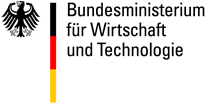 Bundesministerium
für Wirtschaft
und Technologie